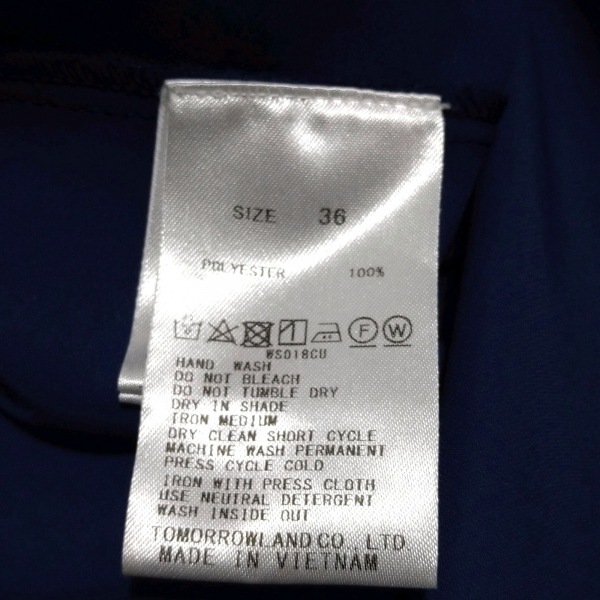 SIZE 36
POLYESTER 100%
F W
WS018CU
HAND WASH
DO NOT BLEACH
DO NOT TUMBLE DRY
DRY IN SHADE
IRON MEDIUM
DRY CLEAN SHORT CYCLE
MACHINE WASH PERMANENT
PRESS CYCLE COLD
IRON WITH PRESS CLOTH
USE NEUTRAL DETERGENT
WASH INSIDE OUT
TOMORROWLAND CO., LTD.
MADE IN VIETNAM